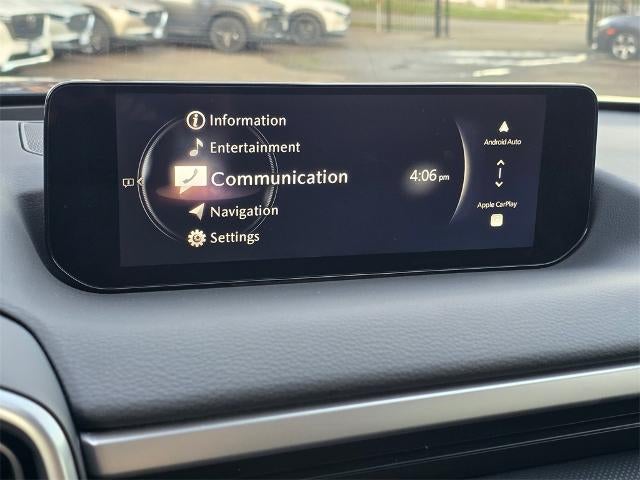 Information
Entertainment
Communication
Navigation
Settings
4:06 pm
Android Auto
Apple CarPlay